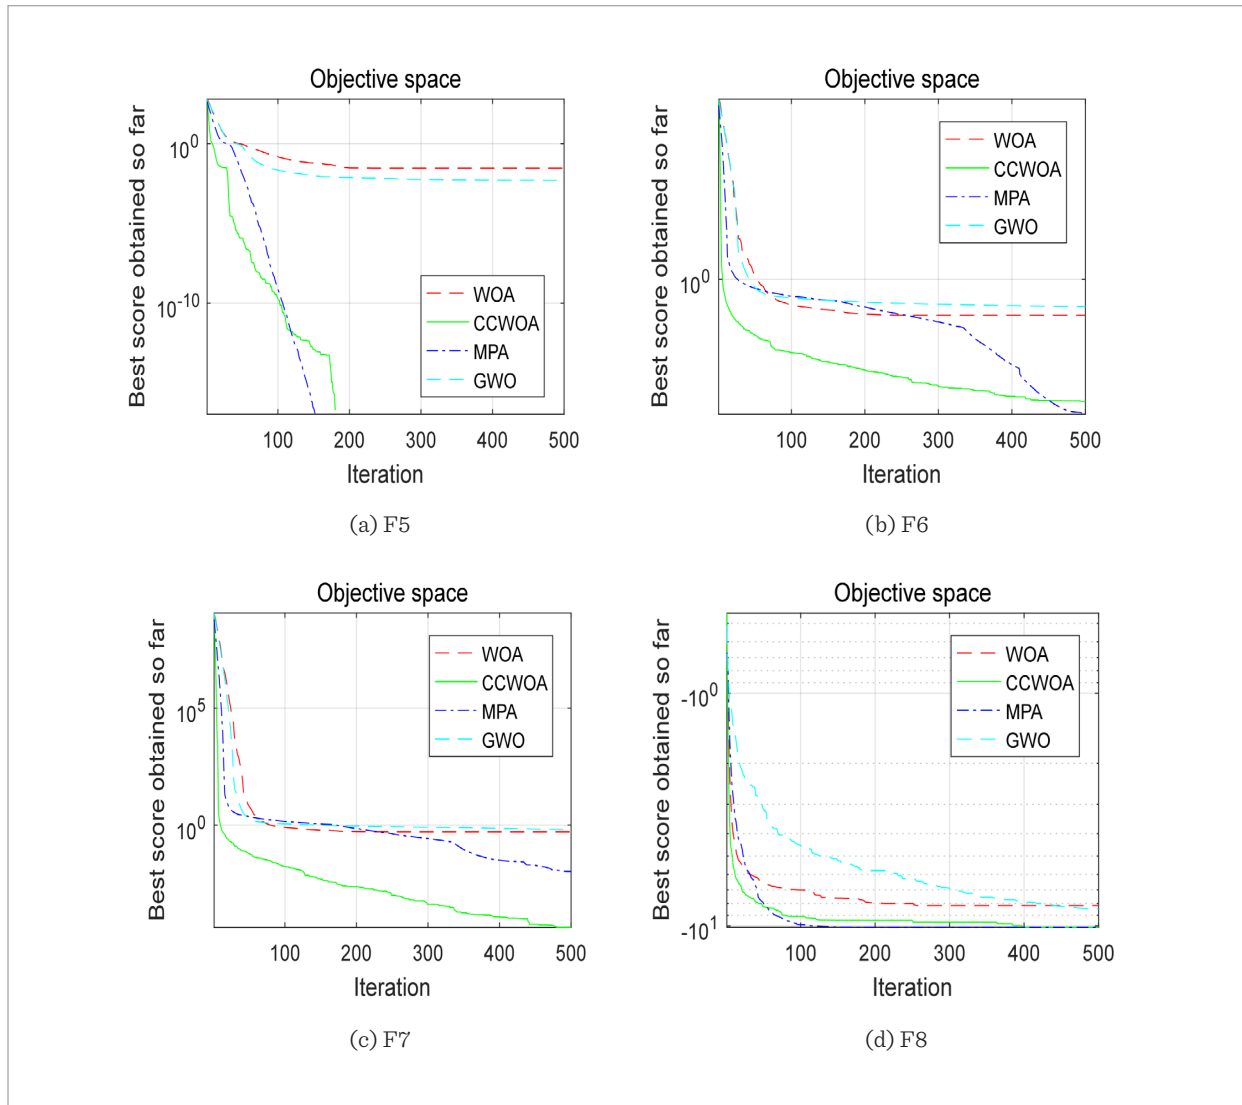 Objective space
Best score obtained so far
10^0
10^-10
WOA
CCWOA
MPA
GWO
100 200 300 400 500
Iteration
(a) F5
Objective space
Best score obtained so far
10^0
WOA
CCWOA
MPA
GWO
100 200 300 400 500
Iteration
(b) F6
Objective space
Best score obtained so far
10^5
10^0
WOA
CCWOA
MPA
GWO
100 200 300 400 500
Iteration
(c) F7
Objective space
Best score obtained so far
-10^0
-10^1
WOA
CCWOA
MPA
GWO
100 200 300 400 500
Iteration
(d) F8